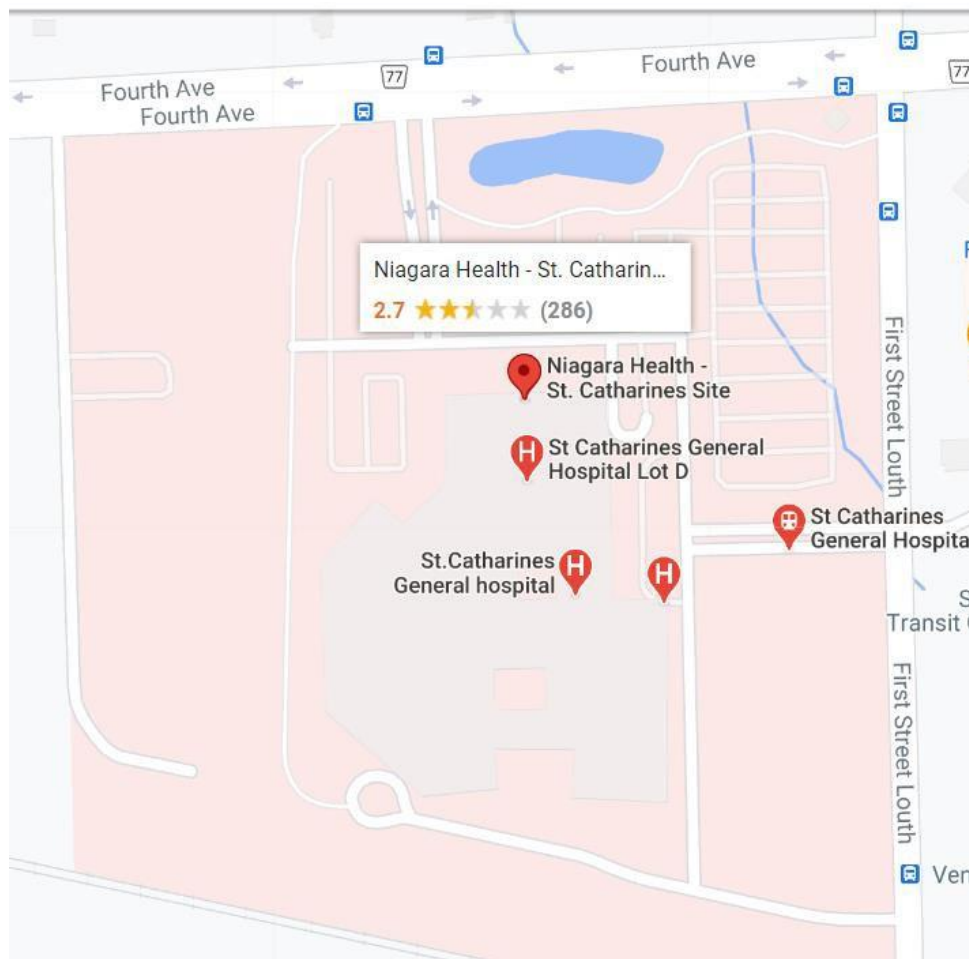 Fourth Ave
77
Fourth Ave
Fourth Ave
77
Niagara Health - St. Catharin...
2.7 (286)
Niagara Health -
St. Catharines Site
First Street Louth
H
St Catharines General
Hospital Lot D
St Catharines
General Hospita
St.Catharines
General hospital
H
H
S
Transit
First Street Louth
Ven